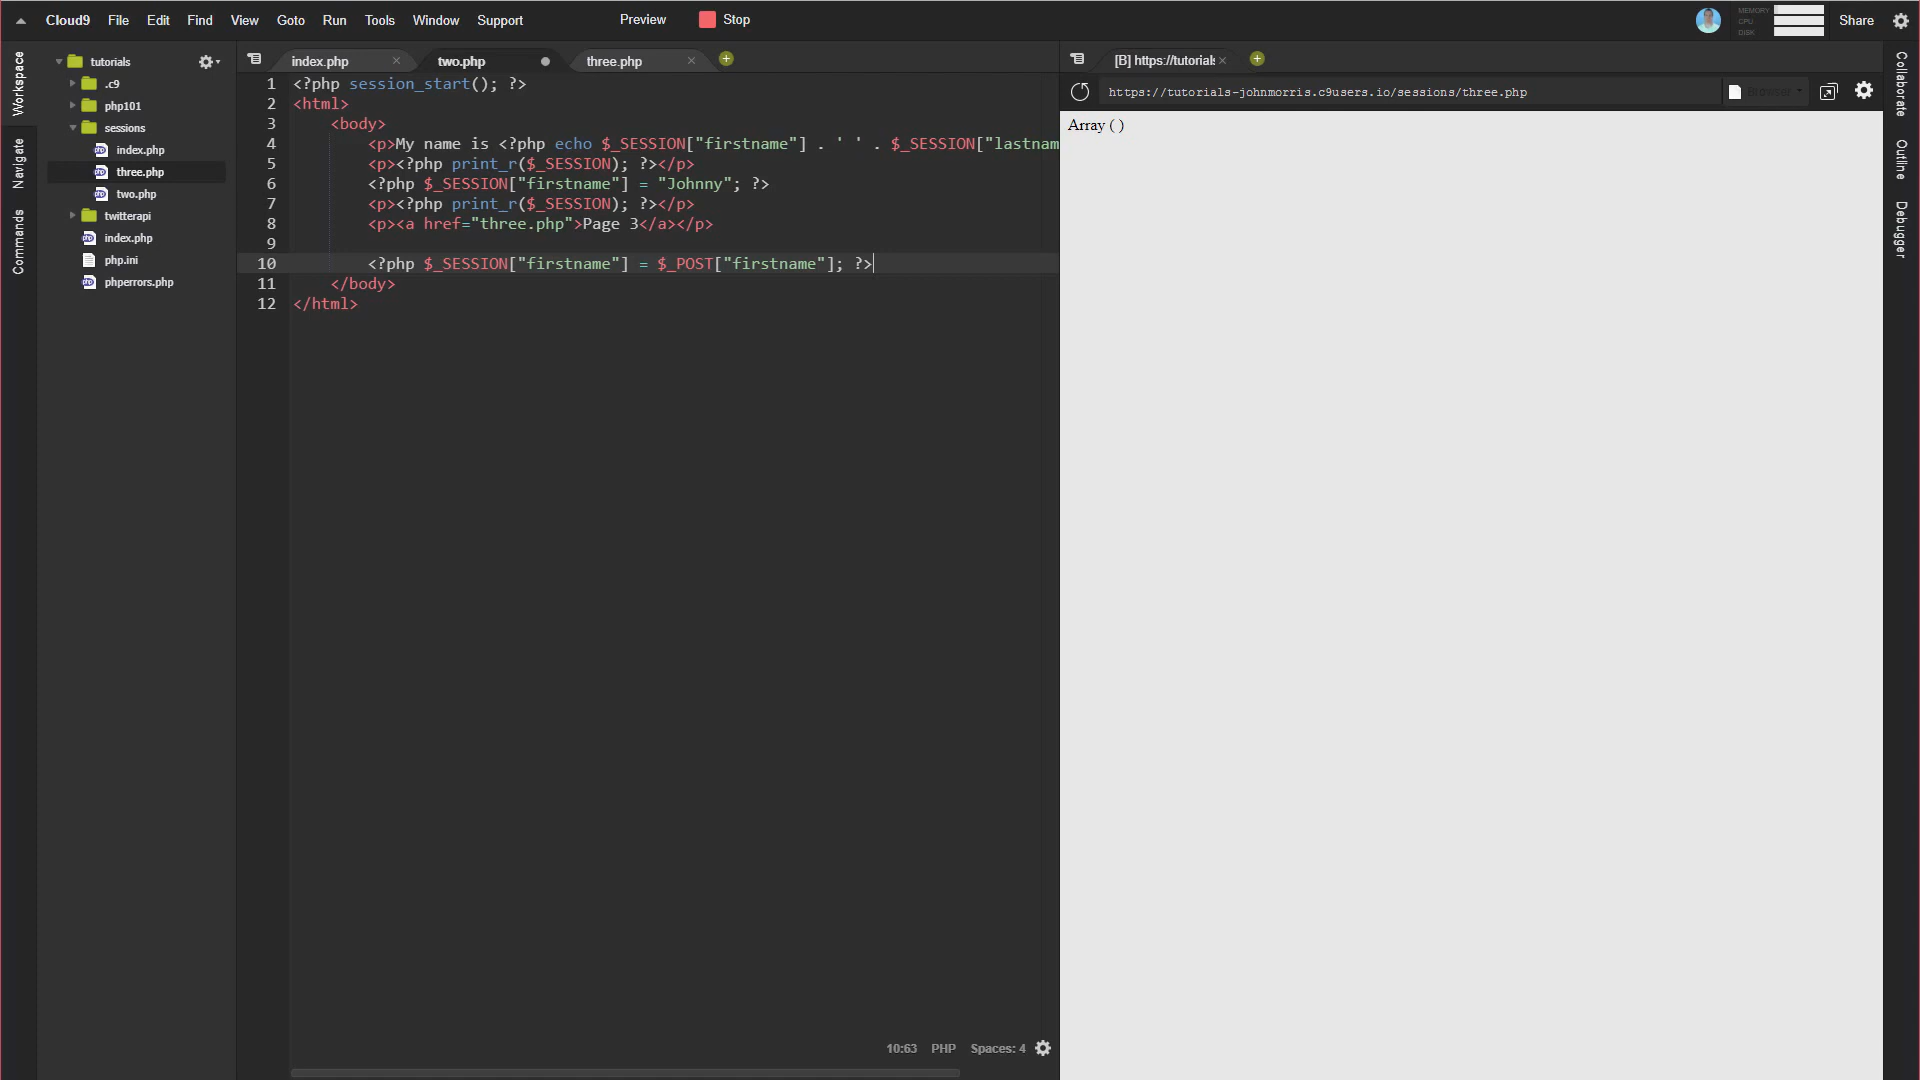 Cloud9 File Edit Find View Goto Run Tools Window Support Preview Stop MEMORY CPU DISK Share
Workspace
Navigate
Commands
tutorials
.c9
php101
sessions
index.php
three.php
two.php
twitterapi
index.php
php.ini
phperrors.php
index.php two.php three.php
1 <?php session_start(); ?>
2 <html>
3 <body>
4 <p>My name is <?php echo $_SESSION["firstname"] . ' ' . $_SESSION["lastnam
5 <p><?php print_r($_SESSION); ?></p>
6 <?php $_SESSION["firstname"] = "Johnny"; ?>
7 <p><?php print_r($_SESSION); ?></p>
8 <p><a href="three.php">Page 3</a></p>
9
10 <?php $_SESSION["firstname"] = $_POST["firstname"]; ?>
11 </body>
12 </html>
10:63 PHP Spaces: 4
[B] https://tutorials
https://tutorials-johnmorris.c9users.io/sessions/three.php Browser
Array ( )
Collaborate
Outline
Debugger